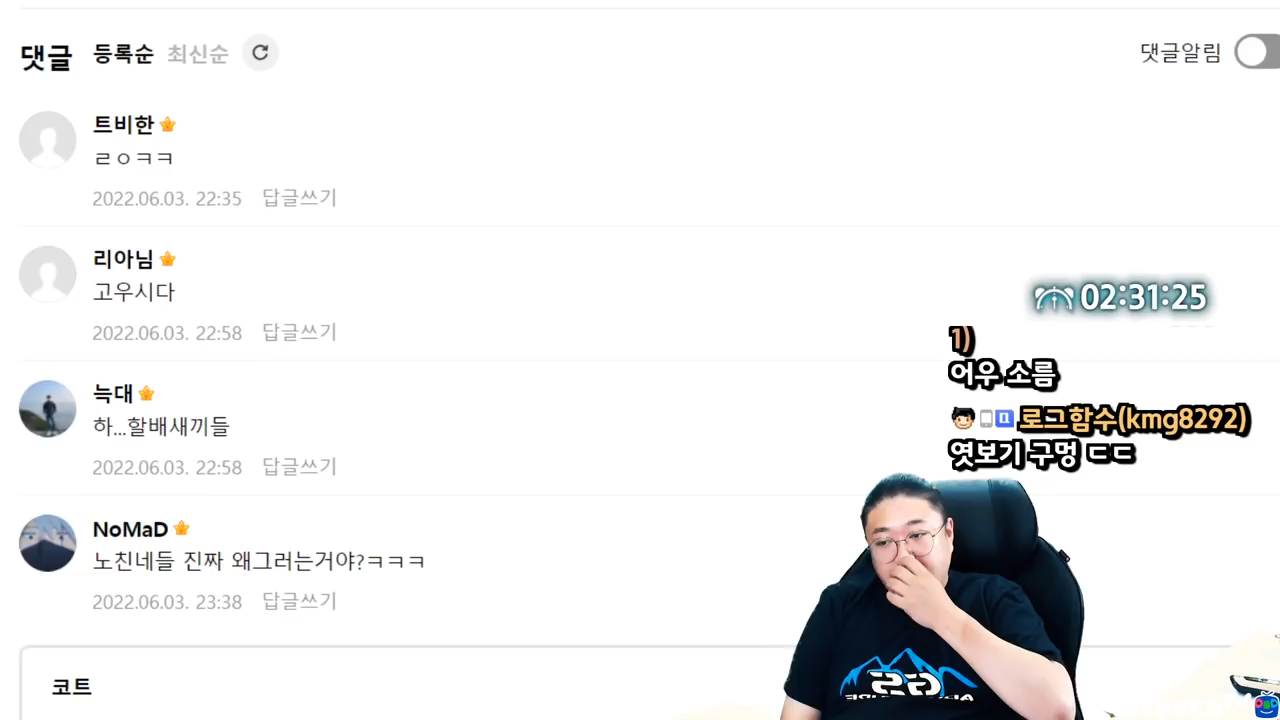 댓글 등록순 최신순
댓글알림
트비한
ㄹㅇㅋㅋ
2022.06.03. 22:35 답글쓰기
리아님
고우시다
2022.06.03. 22:58 답글쓰기
늑대
하...할배새끼들
2022.06.03. 22:58 답글쓰기
NoMaD
노친네들 진짜 왜그러는거야?ㅋㅋㅋ
2022.06.03. 23:38 답글쓰기
코트
02:31:25
1)
어우 소름
로그함수(kmg8292)
엿보기 구멍 ㄷㄷ